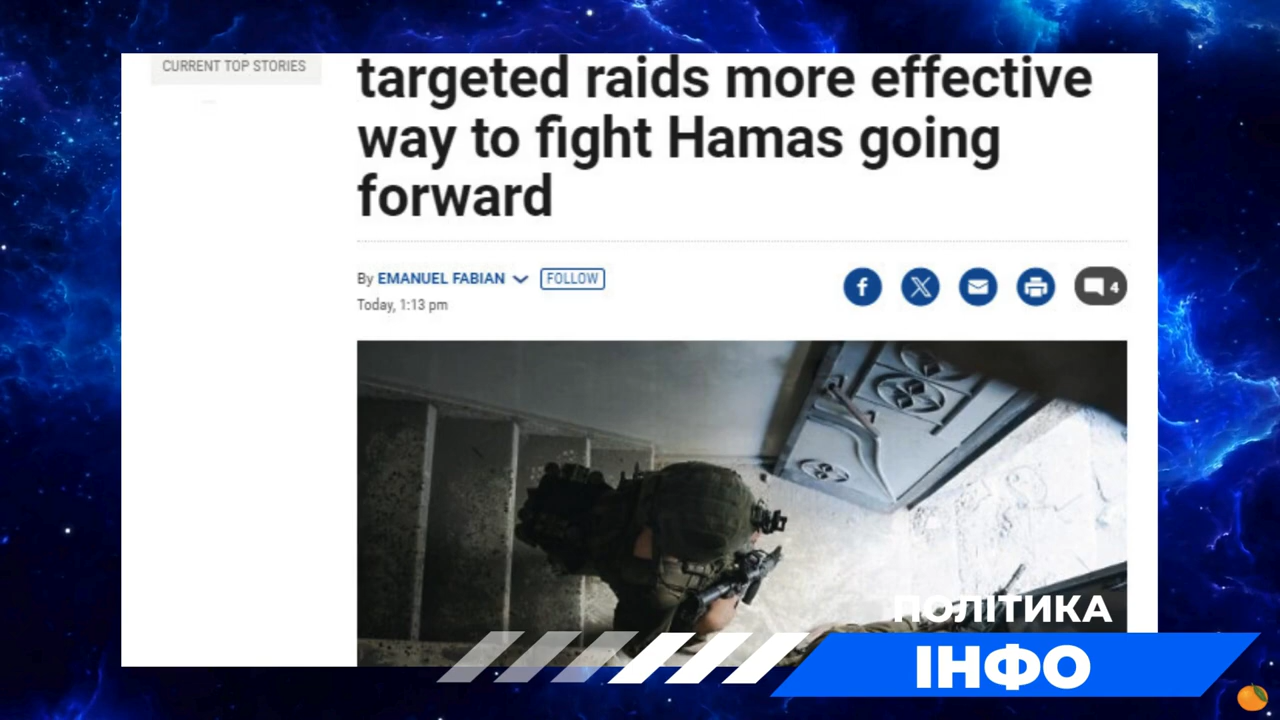 CURRENT TOP STORIES
targeted raids more effective
way to fight Hamas going
forward
By EMANUEL FABIAN FOLLOW
Today, 1:13 pm
4
ПОЛІТИКА
ІНФО